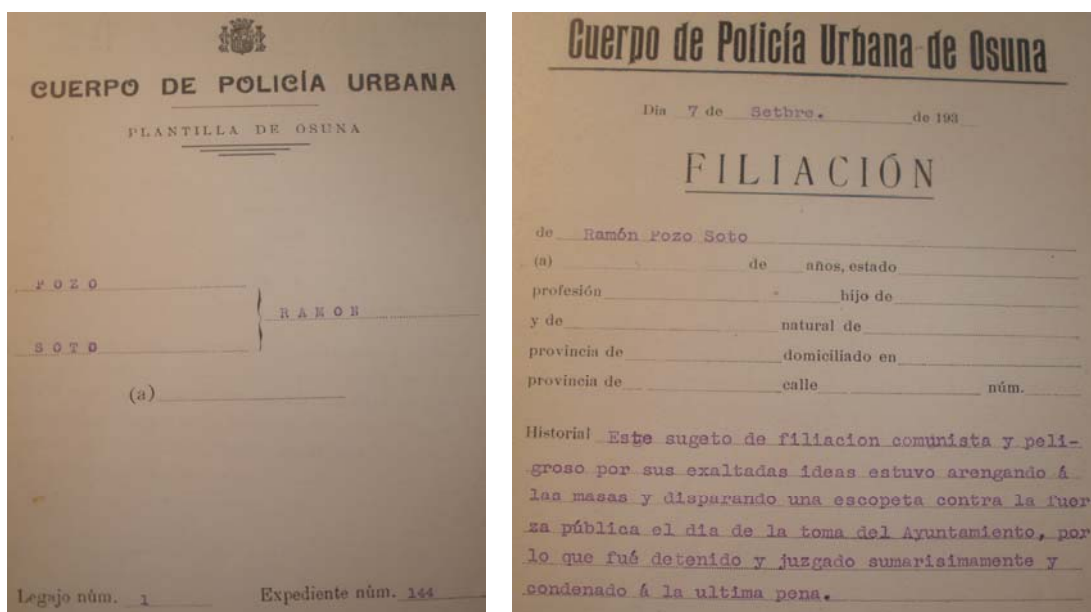 CUERPO DE POLICÍA URBANA
PLANTILLA DE OSUNA
POZO
RAMON
SOTO
(a)
Legajo núm. 1 Expediente núm. 144
Cuerpo de Policía Urbana de Osuna
Dia 7 de Setbre. de 193
FILIACIÓN
de Ramón Pozo Soto
(a) de años, estado
profesión hijo de
y de natural de
provincia de domiciliado en
provincia de calle núm.
Historial Este sugeto de filiacion comunista y peli-
groso por sus exaltadas ideas estuvo arengando á
las masas y disparando una escopeta contra la fuer
za pública el dia de la toma del Ayuntamiento, por
lo que fué detenido y juzgado sumarisimamente y
condenado á la ultima pena.